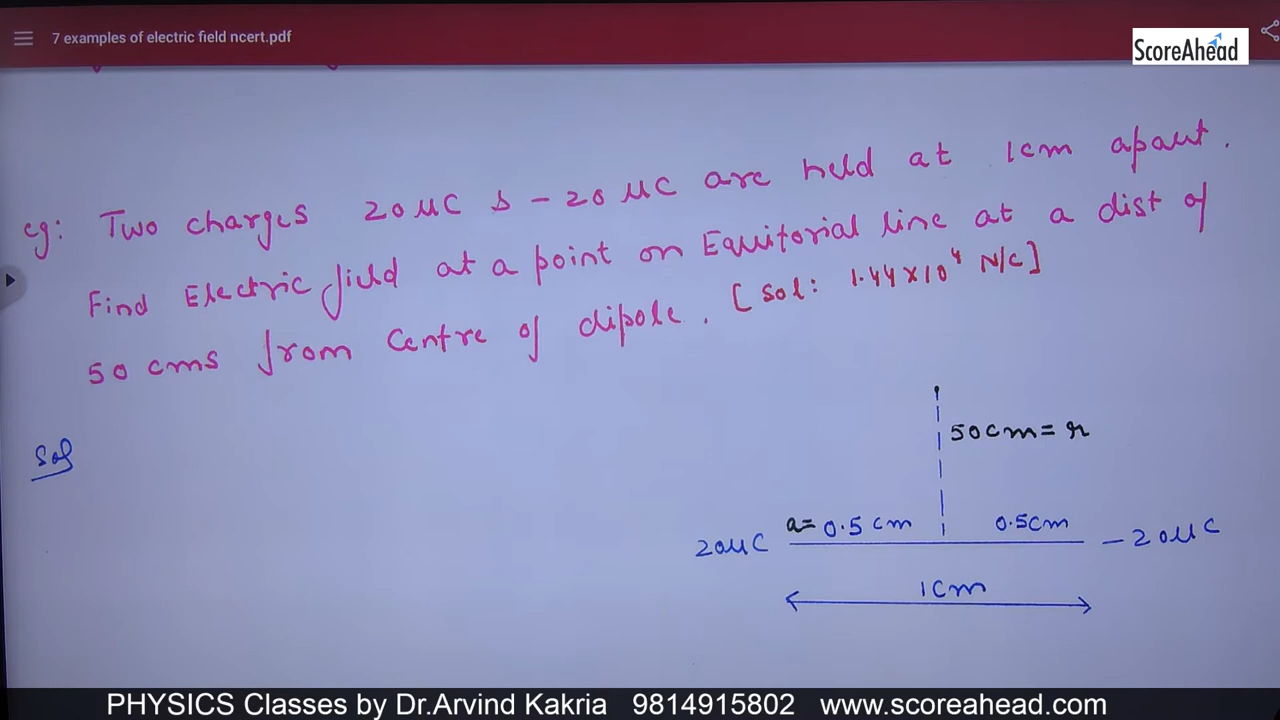 7 examples of electric field ncert.pdf
ScoreAhead
eg: Two charges 20 μC & -20 μC are held at 1cm apart.
Find Electric field at a point on Equitorial line at a dist of
50 cms from Centre of dipole. [Sol: 1.44×10⁴ N/C]
Sol
50cm = r
a= 0.5 cm 0.5cm
20μC -20μC
1cm
PHYSICS Classes by Dr.Arvind Kakria 9814915802 www.scoreahead.com